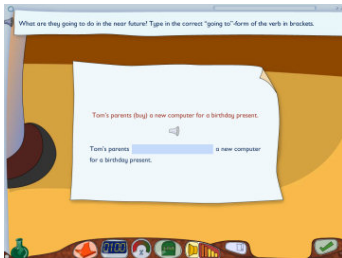 What are they going to do in the near future? Type in the correct "going to"-form of the verb in brackets.
Tom's parents (buy) a new computer for a birthday present.
Tom's parents a new computer
for a birthday present.